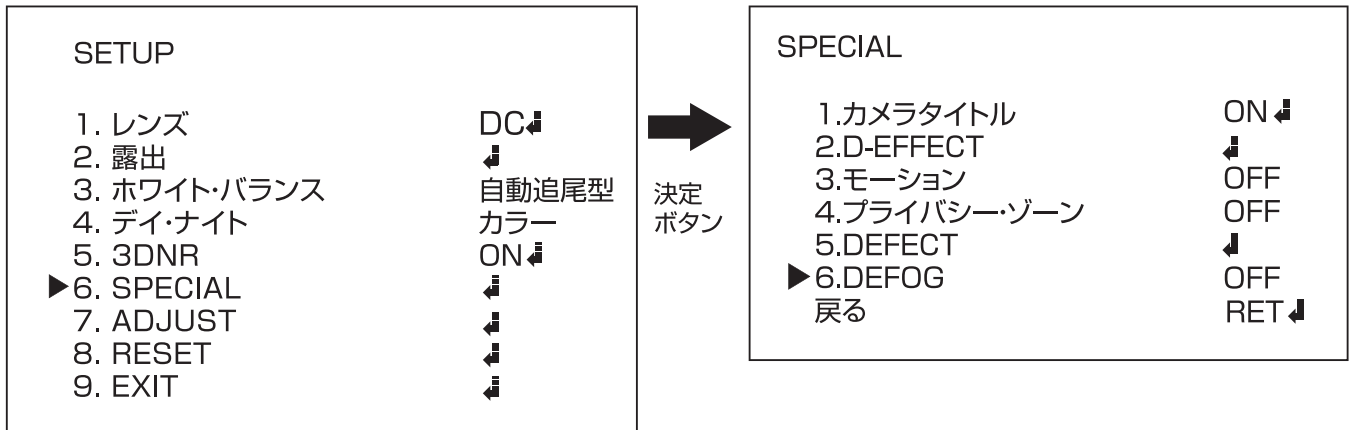 SETUP
1. レンズ DC↲
2. 露出 ↲
3. ホワイト・バランス 自動追尾型
4. デイ・ナイト カラー
5. 3DNR ON↲
▶6. SPECIAL ↲
7. ADJUST ↲
8. RESET ↲
9. EXIT ↲
決定
ボタン
SPECIAL
1.カメラタイトル ON↲
2.D-EFFECT ↲
3.モーション OFF
4.プライバシー・ゾーン OFF
5.DEFECT ↲
▶6.DEFOG OFF
戻る RET↲